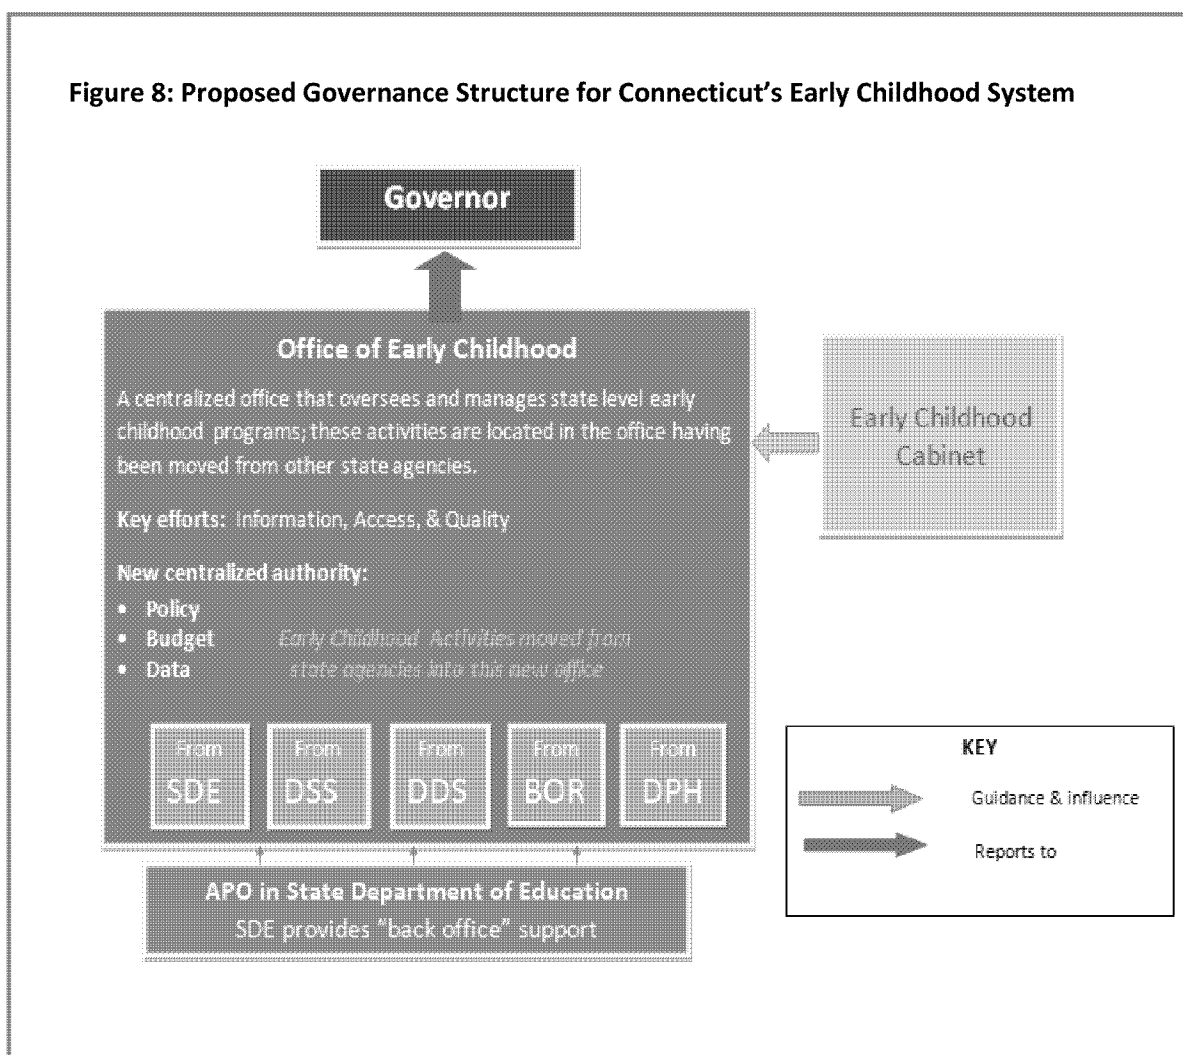 Figure 8: Proposed Governance Structure for Connecticut's Early Childhood System
Governor
Office of Early Childhood
A centralized office that oversees and manages state level early
childhood programs; these activities are located in the office having
been moved from other state agencies.
Key efforts: Information, Access, & Quality
New centralized authority:
• Policy
• Budget
• Data
Early Childhood Activities moved from
state agencies into this new office
From
SDE
From
DSS
From
DDS
From
BOR
From
DPH
Early Childhood
Cabinet
APO in State Department of Education
SDE provides “back office” support
KEY
Guidance & influence
Reports to